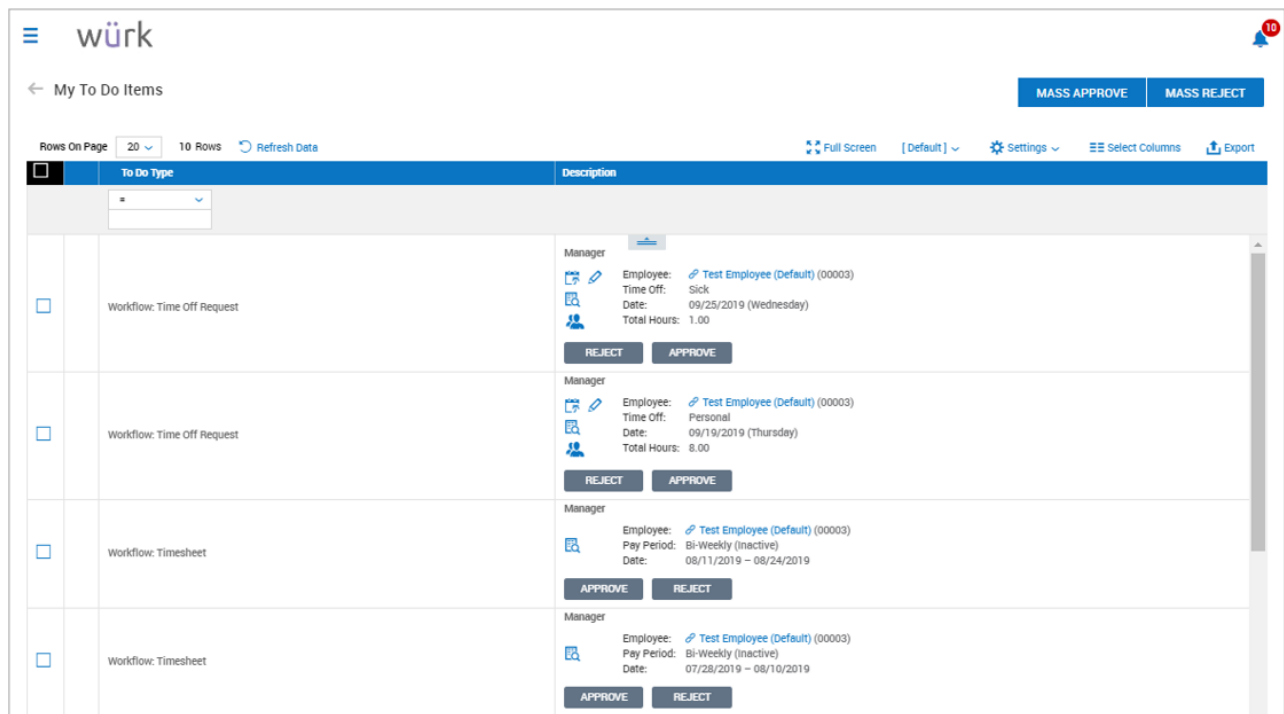 würk
10
My To Do Items
MASS APPROVE MASS REJECT
Rows On Page 20 10 Rows Refresh Data Full Screen [ Default ] Settings Select Columns Export
To Do Type Description
=
Manager
Employee: Test Employee (Default) (00003)
Time Off: Sick
Date: 09/25/2019 (Wednesday)
Total Hours: 1.00
Workflow: Time Off Request
REJECT APPROVE
Manager
Employee: Test Employee (Default) (00003)
Time Off: Personal
Date: 09/19/2019 (Thursday)
Total Hours: 8.00
Workflow: Time Off Request
REJECT APPROVE
Manager
Employee: Test Employee (Default) (00003)
Pay Period: Bi-Weekly (Inactive)
Date: 08/11/2019 – 08/24/2019
Workflow: Timesheet
APPROVE REJECT
Manager
Employee: Test Employee (Default) (00003)
Pay Period: Bi-Weekly (Inactive)
Date: 07/28/2019 – 08/10/2019
Workflow: Timesheet
APPROVE REJECT